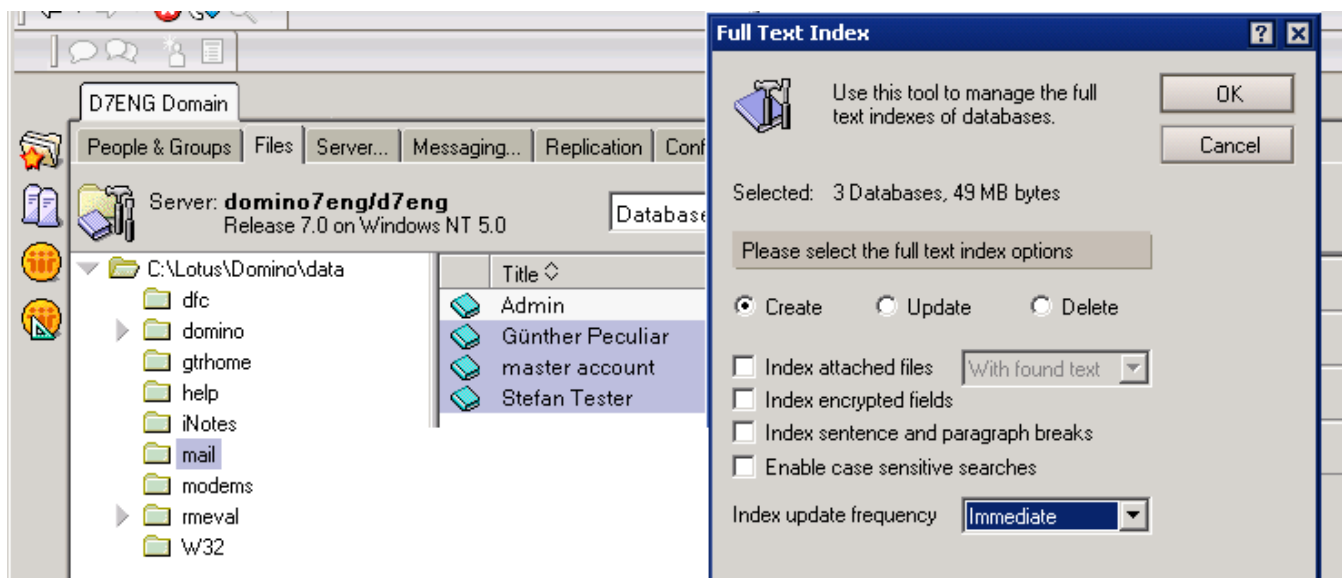 D7ENG Domain
People & Groups Files Server... Messaging... Replication Conf
Server: domino7eng/d7eng
Release 7.0 on Windows NT 5.0
Database
C:\Lotus\Domino\data
dfc
domino
gtrhome
help
iNotes
mail
modems
rmeval
W32
Title
Admin
Günther Peculiar
master account
Stefan Tester
Full Text Index
Use this tool to manage the full
text indexes of databases.
OK
Cancel
Selected: 3 Databases, 49 MB bytes
Please select the full text index options
Create Update Delete
Index attached files With found text
Index encrypted fields
Index sentence and paragraph breaks
Enable case sensitive searches
Index update frequency Immediate